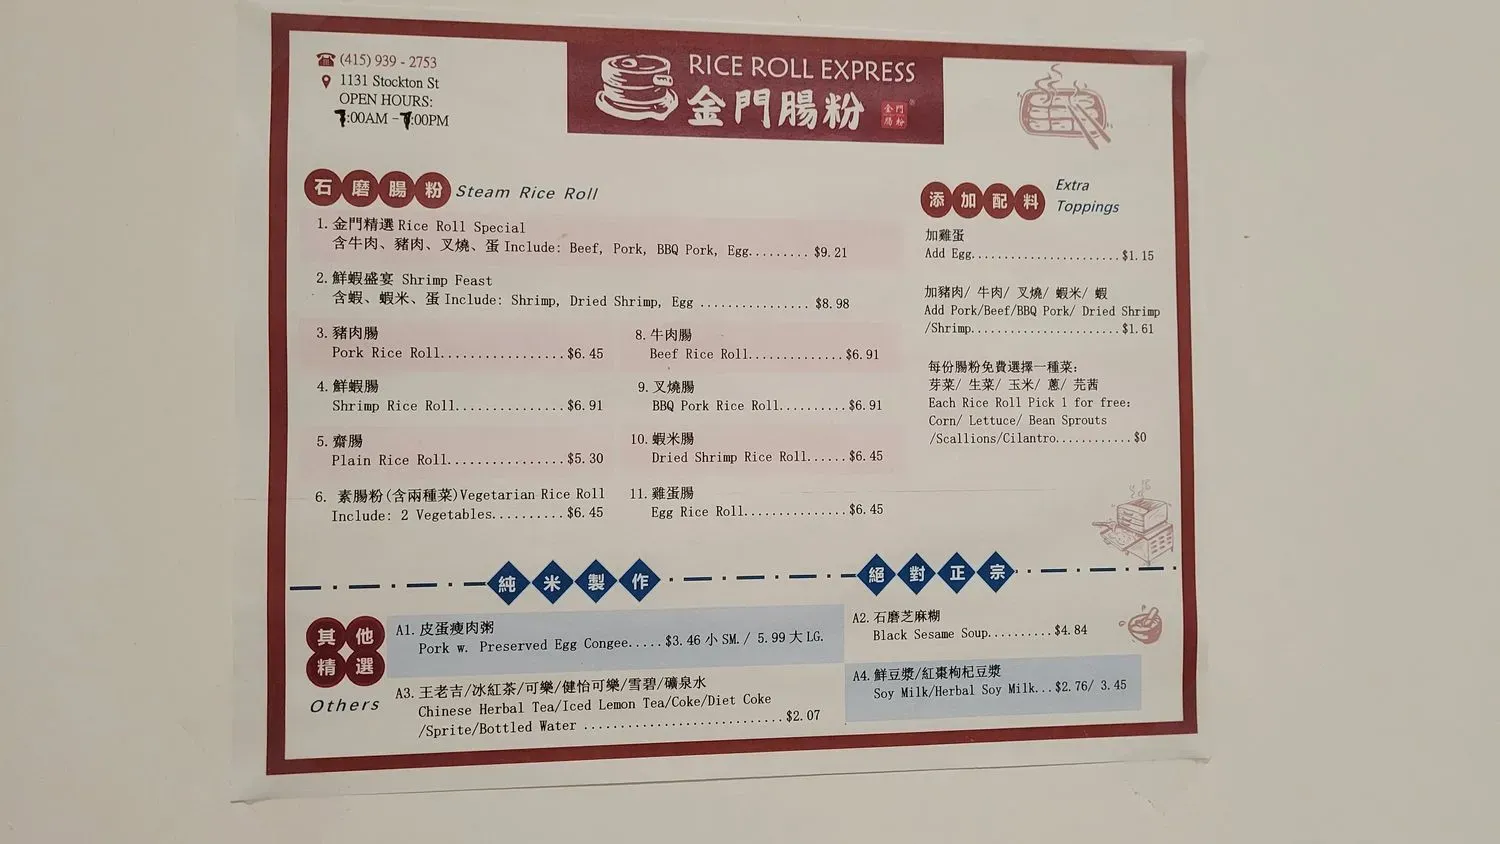 ☎ (415) 939 - 2753
1131 Stockton St
OPEN HOURS:
7:00AM - 7:00PM
RICE ROLL EXPRESS
金門腸粉
金門
腸粉
石磨腸粉 Steam Rice Roll
1. 金門精選 Rice Roll Special
含牛肉、豬肉、叉燒、蛋 Include: Beef, Pork, BBQ Pork, Egg......... $9.21
2. 鮮蝦盛宴 Shrimp Feast
含蝦、蝦米、蛋 Include: Shrimp, Dried Shrimp, Egg ............... $8.98
3. 豬肉腸
Pork Rice Roll................. $6.45
4. 鮮蝦腸
Shrimp Rice Roll............... $6.91
5. 齋腸
Plain Rice Roll................ $5.30
6. 素腸粉(含兩種菜)Vegetarian Rice Roll
Include: 2 Vegetables.......... $6.45
8. 牛肉腸
Beef Rice Roll............. $6.91
9. 叉燒腸
BBQ Pork Rice Roll......... $6.91
10. 蝦米腸
Dried Shrimp Rice Roll...... $6.45
11. 雞蛋腸
Egg Rice Roll.............. $6.45
添加配料 Extra
Toppings
加雞蛋
Add Egg..................... $1.15
加豬肉/ 牛肉/ 叉燒/ 蝦米/ 蝦
Add Pork/Beef/BBQ Pork/ Dried Shrimp
/Shrimp..................... $1.61
每份腸粉免費選擇一種菜:
芽菜/ 生菜/ 玉米/ 蔥/ 芫茜
Each Rice Roll Pick 1 for free:
Corn/ Lettuce/ Bean Sprouts
/Scallions/Cilantro............ $0
純米製作
絕對正宗
其他
精選
Others
A1. 皮蛋瘦肉粥
Pork w. Preserved Egg Congee..... $3.46 小 SM. / 5.99 大 LG.
A2. 石磨芝麻糊
Black Sesame Soup.......... $4.84
A3. 王老吉/冰紅茶/可樂/健怡可樂/雪碧/礦泉水
Chinese Herbal Tea/Iced Lemon Tea/Coke/Diet Coke
/Sprite/Bottled Water ........................... $2.07
A4. 鮮豆漿/紅棗枸杞豆漿
Soy Milk/Herbal Soy Milk... $2.76/ 3.45